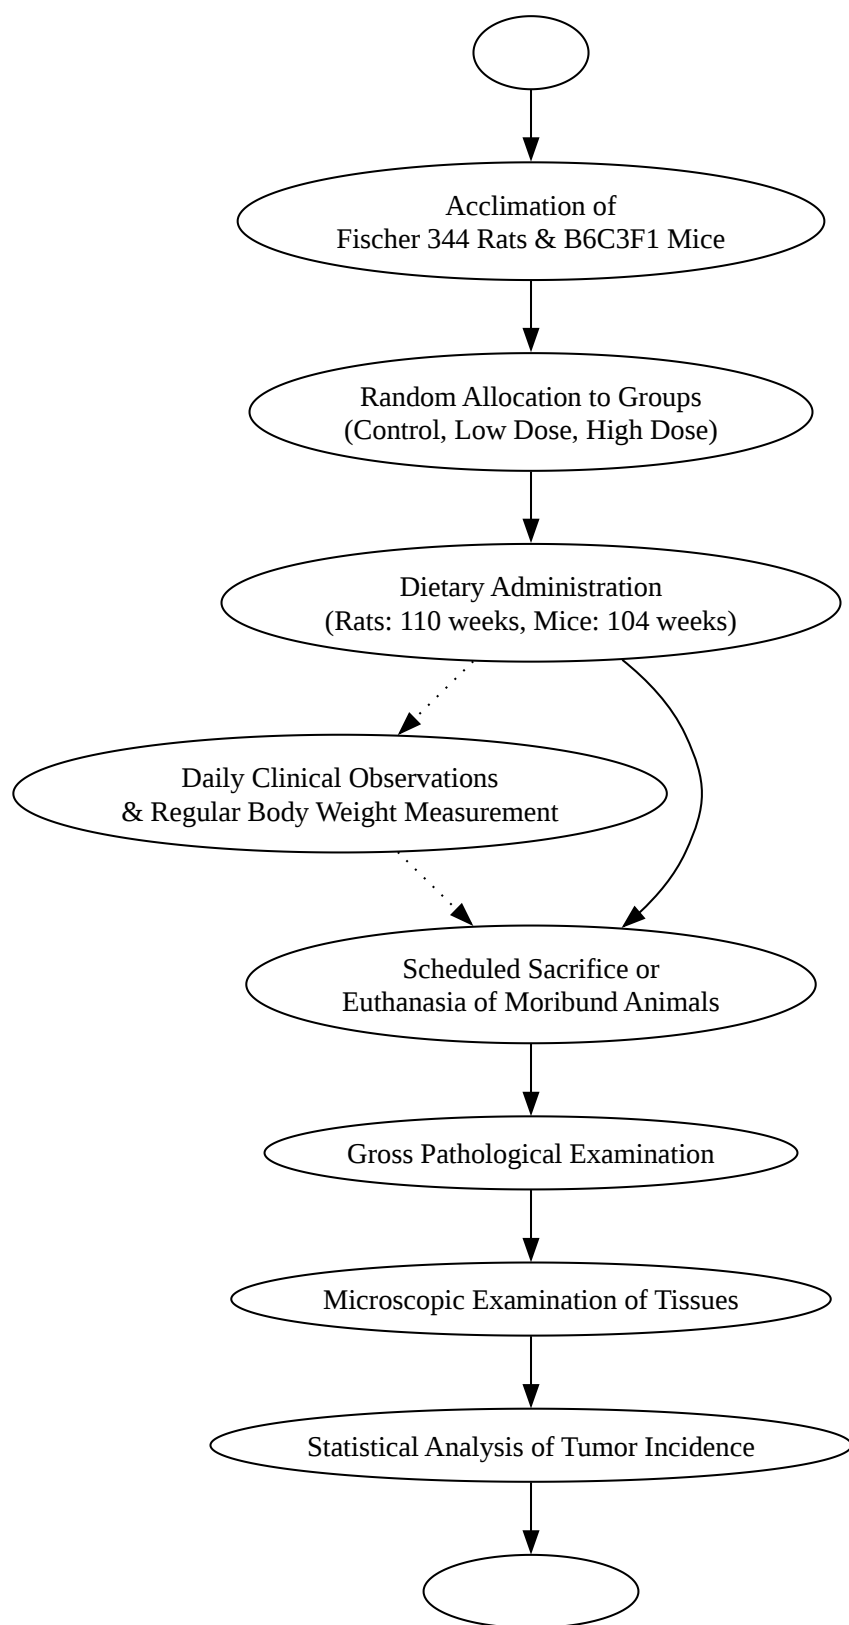 Acclimation of
Fischer 344 Rats & B6C3F1 Mice
Random Allocation to Groups
(Control, Low Dose, High Dose)
Dietary Administration
(Rats: 110 weeks, Mice: 104 weeks)
Daily Clinical Observations
& Regular Body Weight Measurement
Scheduled Sacrifice or
Euthanasia of Moribund Animals
Gross Pathological Examination
Microscopic Examination of Tissues
Statistical Analysis of Tumor Incidence